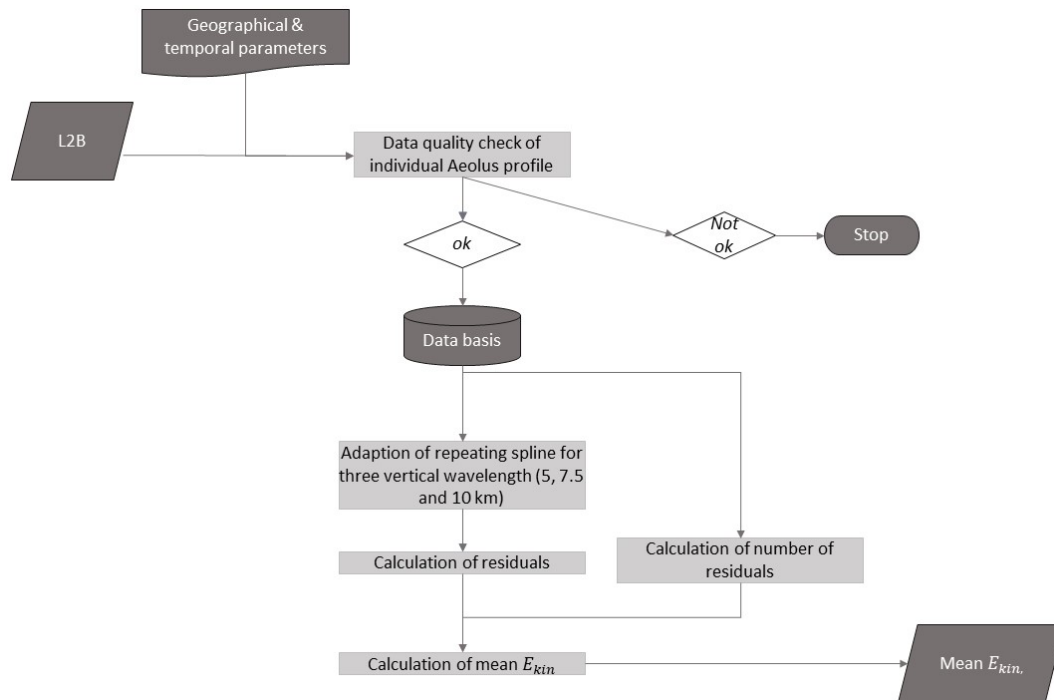 Geographical &
temporal parameters
L2B
Data quality check of
individual Aeolus profile
Not
ok
Stop
ok
Data basis
Adaption of repeating spline for
three vertical wavelength (5, 7.5
and 10 km)
Calculation of residuals
Calculation of number of
residuals
Calculation of mean E_kin
Mean E_kin,